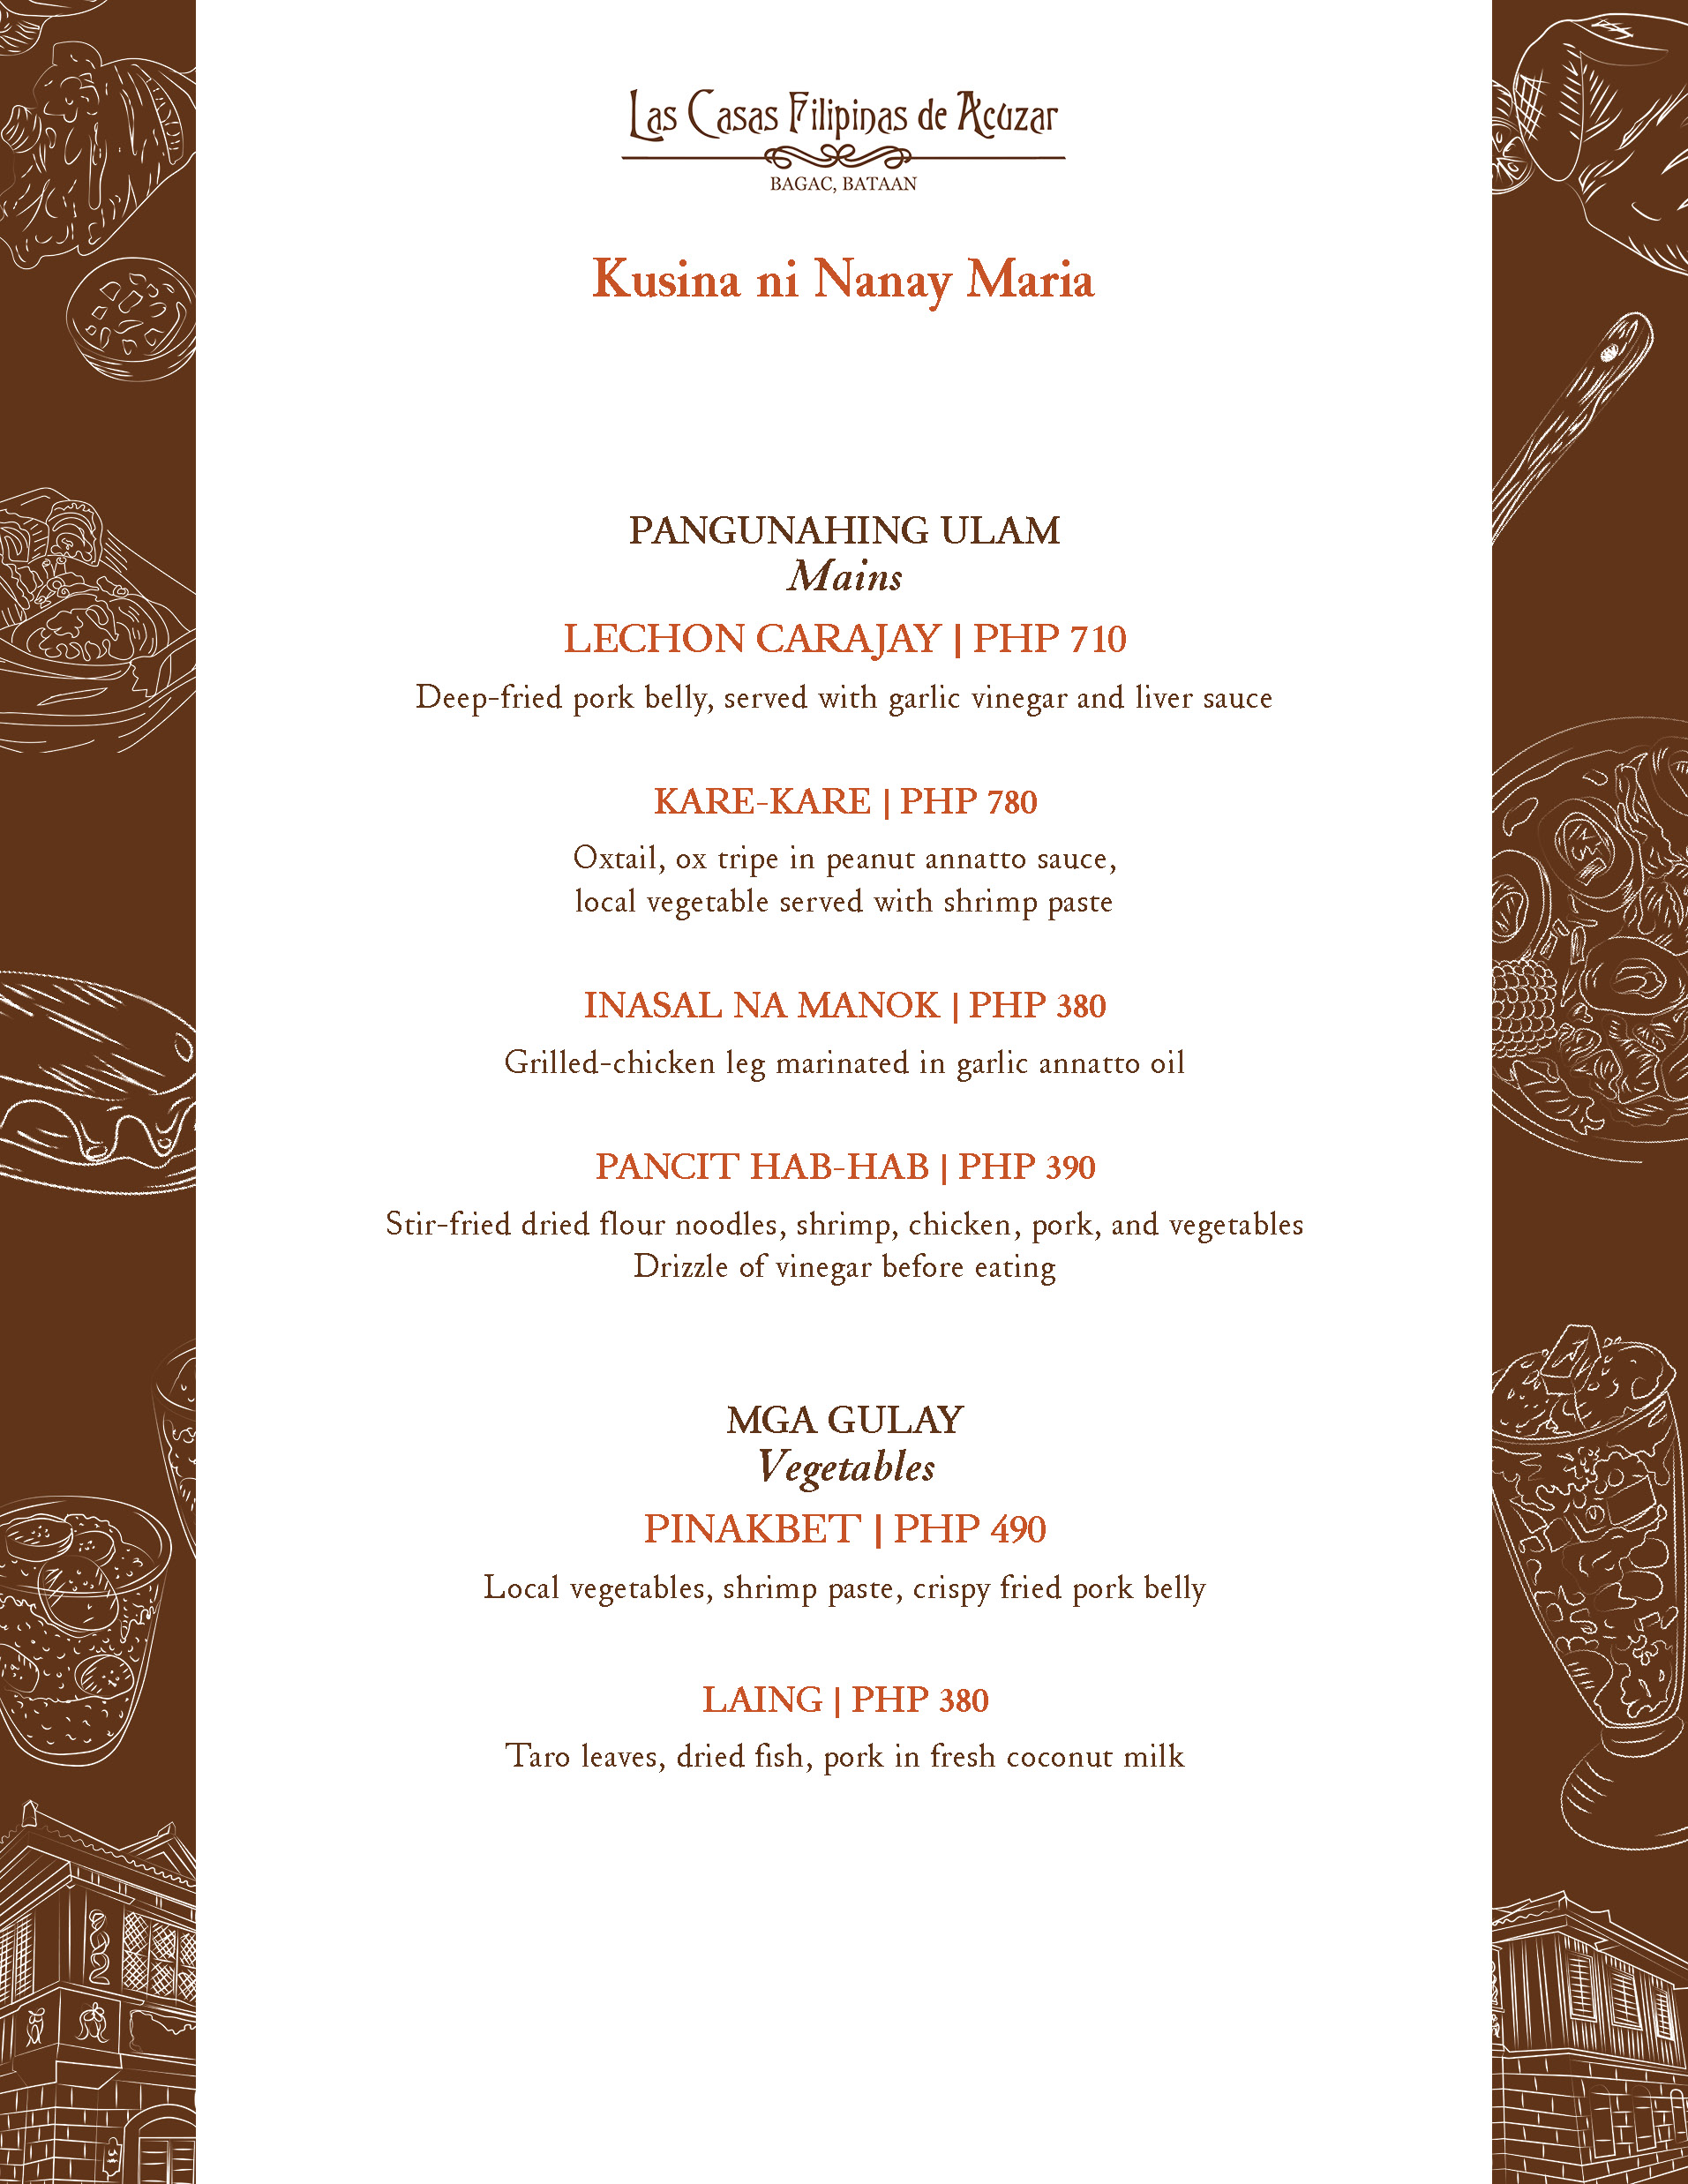 Las Casas Filipinas de Acuzar
BAGAC, BATAAN
Kusina ni Nanay Maria
PANGUNAHING ULAM
Mains
LECHON CARAJAY | PHP 710
Deep-fried pork belly, served with garlic vinegar and liver sauce
KARE-KARE | PHP 780
Oxtail, ox tripe in peanut annatto sauce,
local vegetable served with shrimp paste
INASAL NA MANOK | PHP 380
Grilled-chicken leg marinated in garlic annatto oil
PANCIT HAB-HAB | PHP 390
Stir-fried dried flour noodles, shrimp, chicken, pork, and vegetables
Drizzle of vinegar before eating
MGA GULAY
Vegetables
PINAKBET | PHP 490
Local vegetables, shrimp paste, crispy fried pork belly
LAING | PHP 380
Taro leaves, dried fish, pork in fresh coconut milk